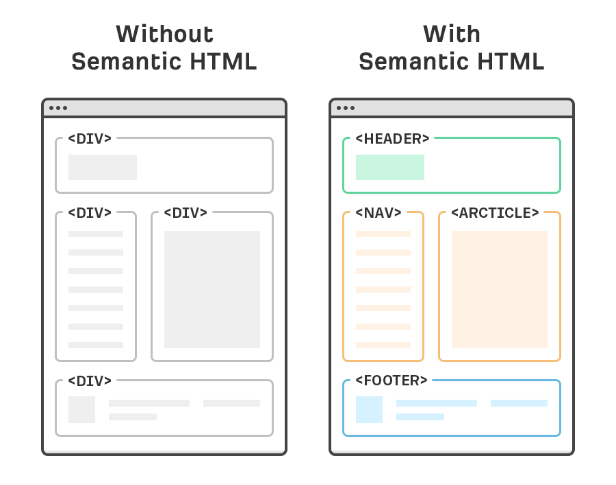 Without
Semantic HTML
With
Semantic HTML
<DIV>
<DIV>
<DIV>
<DIV>
<HEADER>
<NAV>
<ARCTICLE>
<FOOTER>